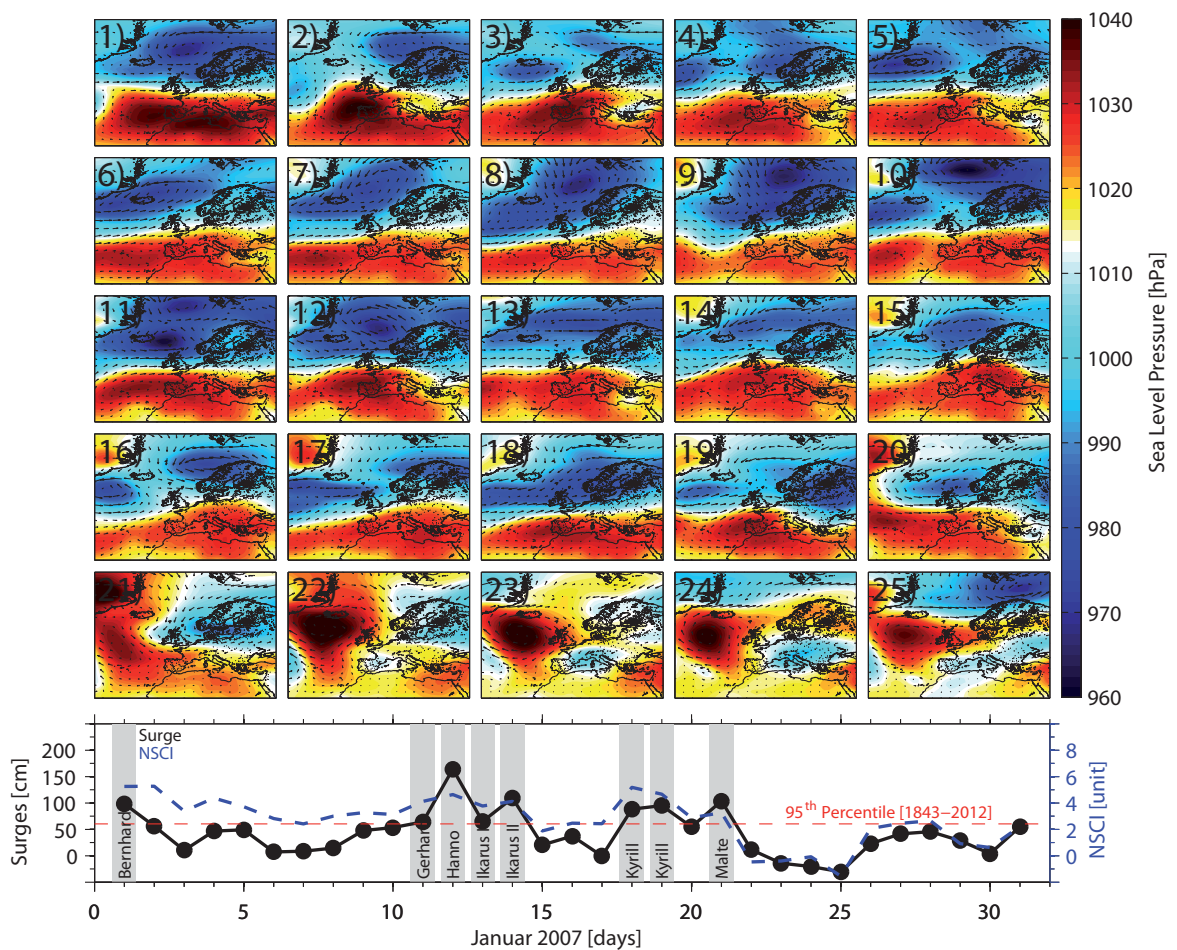 1) 2) 3) 4) 5)
6) 7) 8) 9) 10)
11) 12) 13) 14) 15)
16) 17) 18) 19) 20)
21) 22) 23) 24) 25)
1040
1030
1020
1010
1000
990
980
970
960
Sea Level Pressure [hPa]
Surge
NSCI
200
150
100
50
0
Surges [cm]
8
6
4
2
0
NSCI [unit]
95th Percentile [1843–2012]
Bernhard
Gerhard
Hanno
Ikarus I
Ikarus II
Kyrill
Kyrill
Malte
0 5 10 15 20 25 30
Januar 2007 [days]